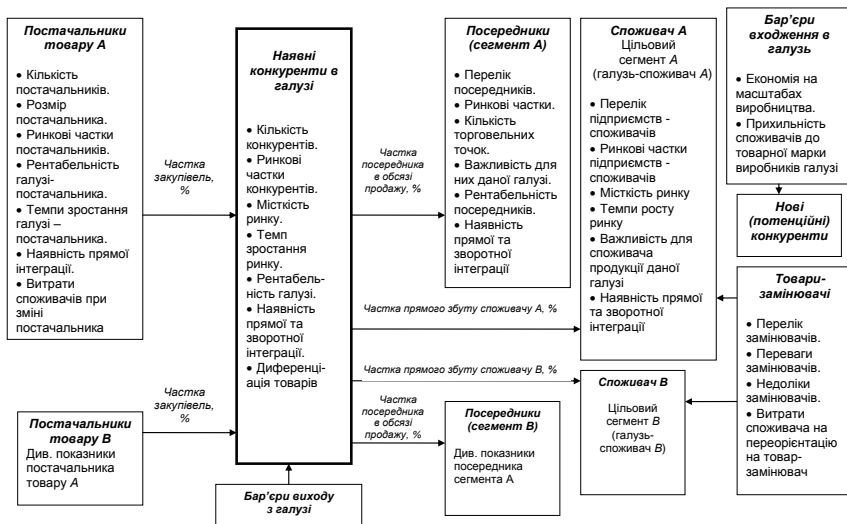 Постачальники
товару А
• Кількість
постачальників.
• Розмір
постачальника.
• Ринкові частки
постачальників.
• Рентабельність
галузі-
постачальника.
• Темпи зростання
галузі –
постачальника.
• Наявність прямої
інтеграції.
• Витрати
споживачів при
зміні
постачальника
Частка
закупівель,
%
Наявні
конкуренти в
галузі
• Кількість
конкурентів.
• Ринкові
частки
конкурентів.
• Місткість
ринку.
• Темп
зростання
ринку.
• Рентабель-
ність галузі.
• Наявність
прямої та
зворотної
інтеграції.
• Диференці-
ація товарів
Частка
посередника
в обсязі
продажу, %
Посередники
(сегмент А)
• Перелік
посередників.
• Ринкові частки.
• Кількість
торговельних
точок.
• Важливість для
них даної галузі.
• Рентабельність
посередників.
• Наявність
прямої та
зворотної
інтеграції
Споживач А
Цільовий
сегмент А
(галузь-споживач А)
• Перелік
підприємств -
споживачів
• Ринкові частки
підприємств -
споживачів
• Місткість ринку
• Темпи росту
ринку
• Важливість для
споживача
продукції даної
галузі
• Наявність прямої
та зворотної
інтеграції
Бар’єри
входження в
галузь
• Економія на
масштабах
виробництва.
• Прихильність
споживачів до
товарної марки
виробників галузі
Нові
(потенційні)
конкуренти
Товари-
замінювачі
• Перелік
замінювачів.
• Переваги
замінювачів.
• Недоліки
замінювачів.
• Витрати
споживача на
переорієнтацію
на товар-
замінювач
Частка прямого збуту споживачу А, %
Частка прямого збуту споживачу В, %
Постачальники
товару В
Див. показники
постачальника
товару А
Частка
закупівель,
%
Частка
посередника
в обсязі
продажу, %
Посередники
(сегмент В)
Див. показники
посередника
сегмента А
Споживач В
Цільовий
сегмент В
(галузь-
споживач В)
Бар’єри виходу
з галузі